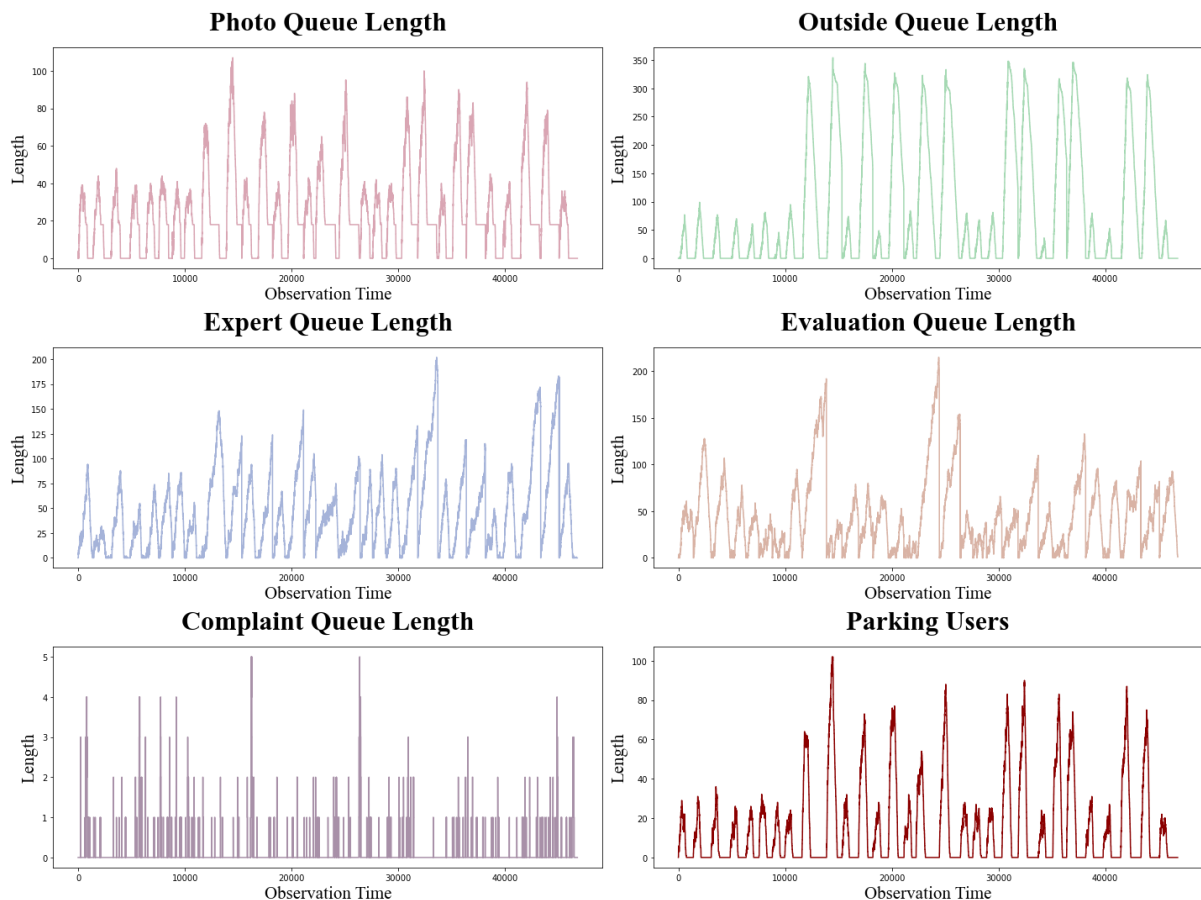 Photo Queue Length
Length
100
80
60
40
20
0
0 10000 20000 30000 40000
Observation Time
Outside Queue Length
Length
350
300
250
200
150
100
50
0
0 10000 20000 30000 40000
Observation Time
Expert Queue Length
Length
200
175
150
125
100
75
50
25
0
0 10000 20000 30000 40000
Observation Time
Evaluation Queue Length
Length
200
150
100
50
0
0 10000 20000 30000 40000
Observation Time
Complaint Queue Length
Length
5
4
3
2
1
0
0 10000 20000 30000 40000
Observation Time
Parking Users
Length
100
80
60
40
20
0
0 10000 20000 30000 40000
Observation Time